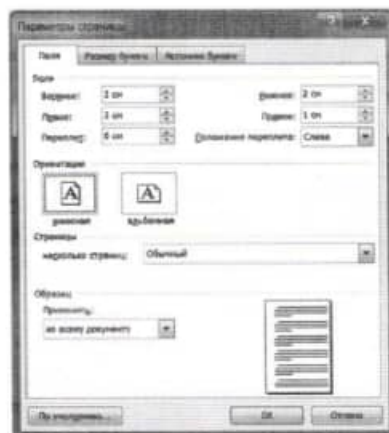 Параметры страницы
Поля Размер бумаги Источник бумаги
Поля
Верхнее: 2 см Нижнее: 2 см
Левое: 2 см Правое: 1 см
Переплет: 0 см Положение переплета: Слева
Ориентация
A A
книжная альбомная
Страницы
несколько страниц: Обычный
Образец
Применить:
ко всему документу
По умолчанию... ОК Отмена